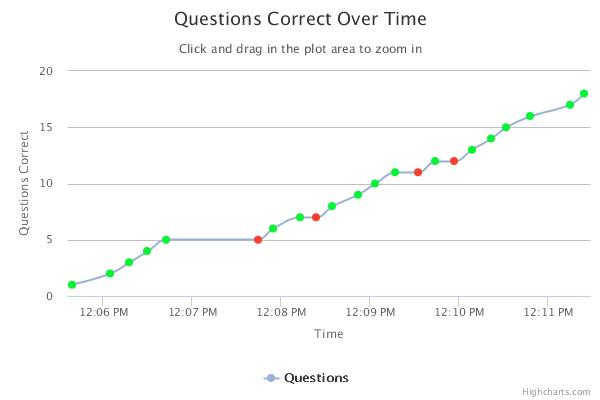 Questions Correct Over Time
Click and drag in the plot area to zoom in
Questions Correct
20
15
10
5
0
12:06 PM 12:07 PM 12:08 PM 12:09 PM 12:10 PM 12:11 PM
Time
Questions
Highcharts.com